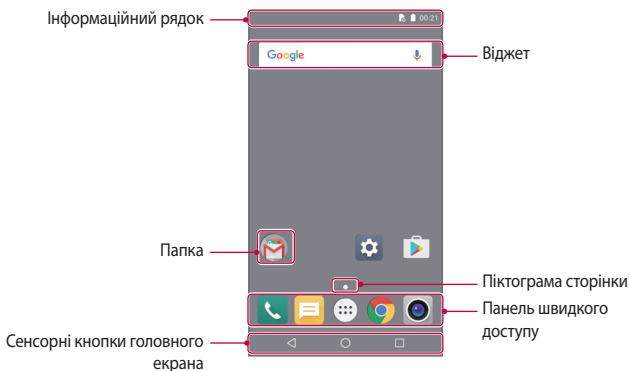 Інформаційний рядок
00:21
Google
Віджет
Папка
Піктограма сторінки
Панель швидкого
доступу
Сенсорні кнопки головного
екрана